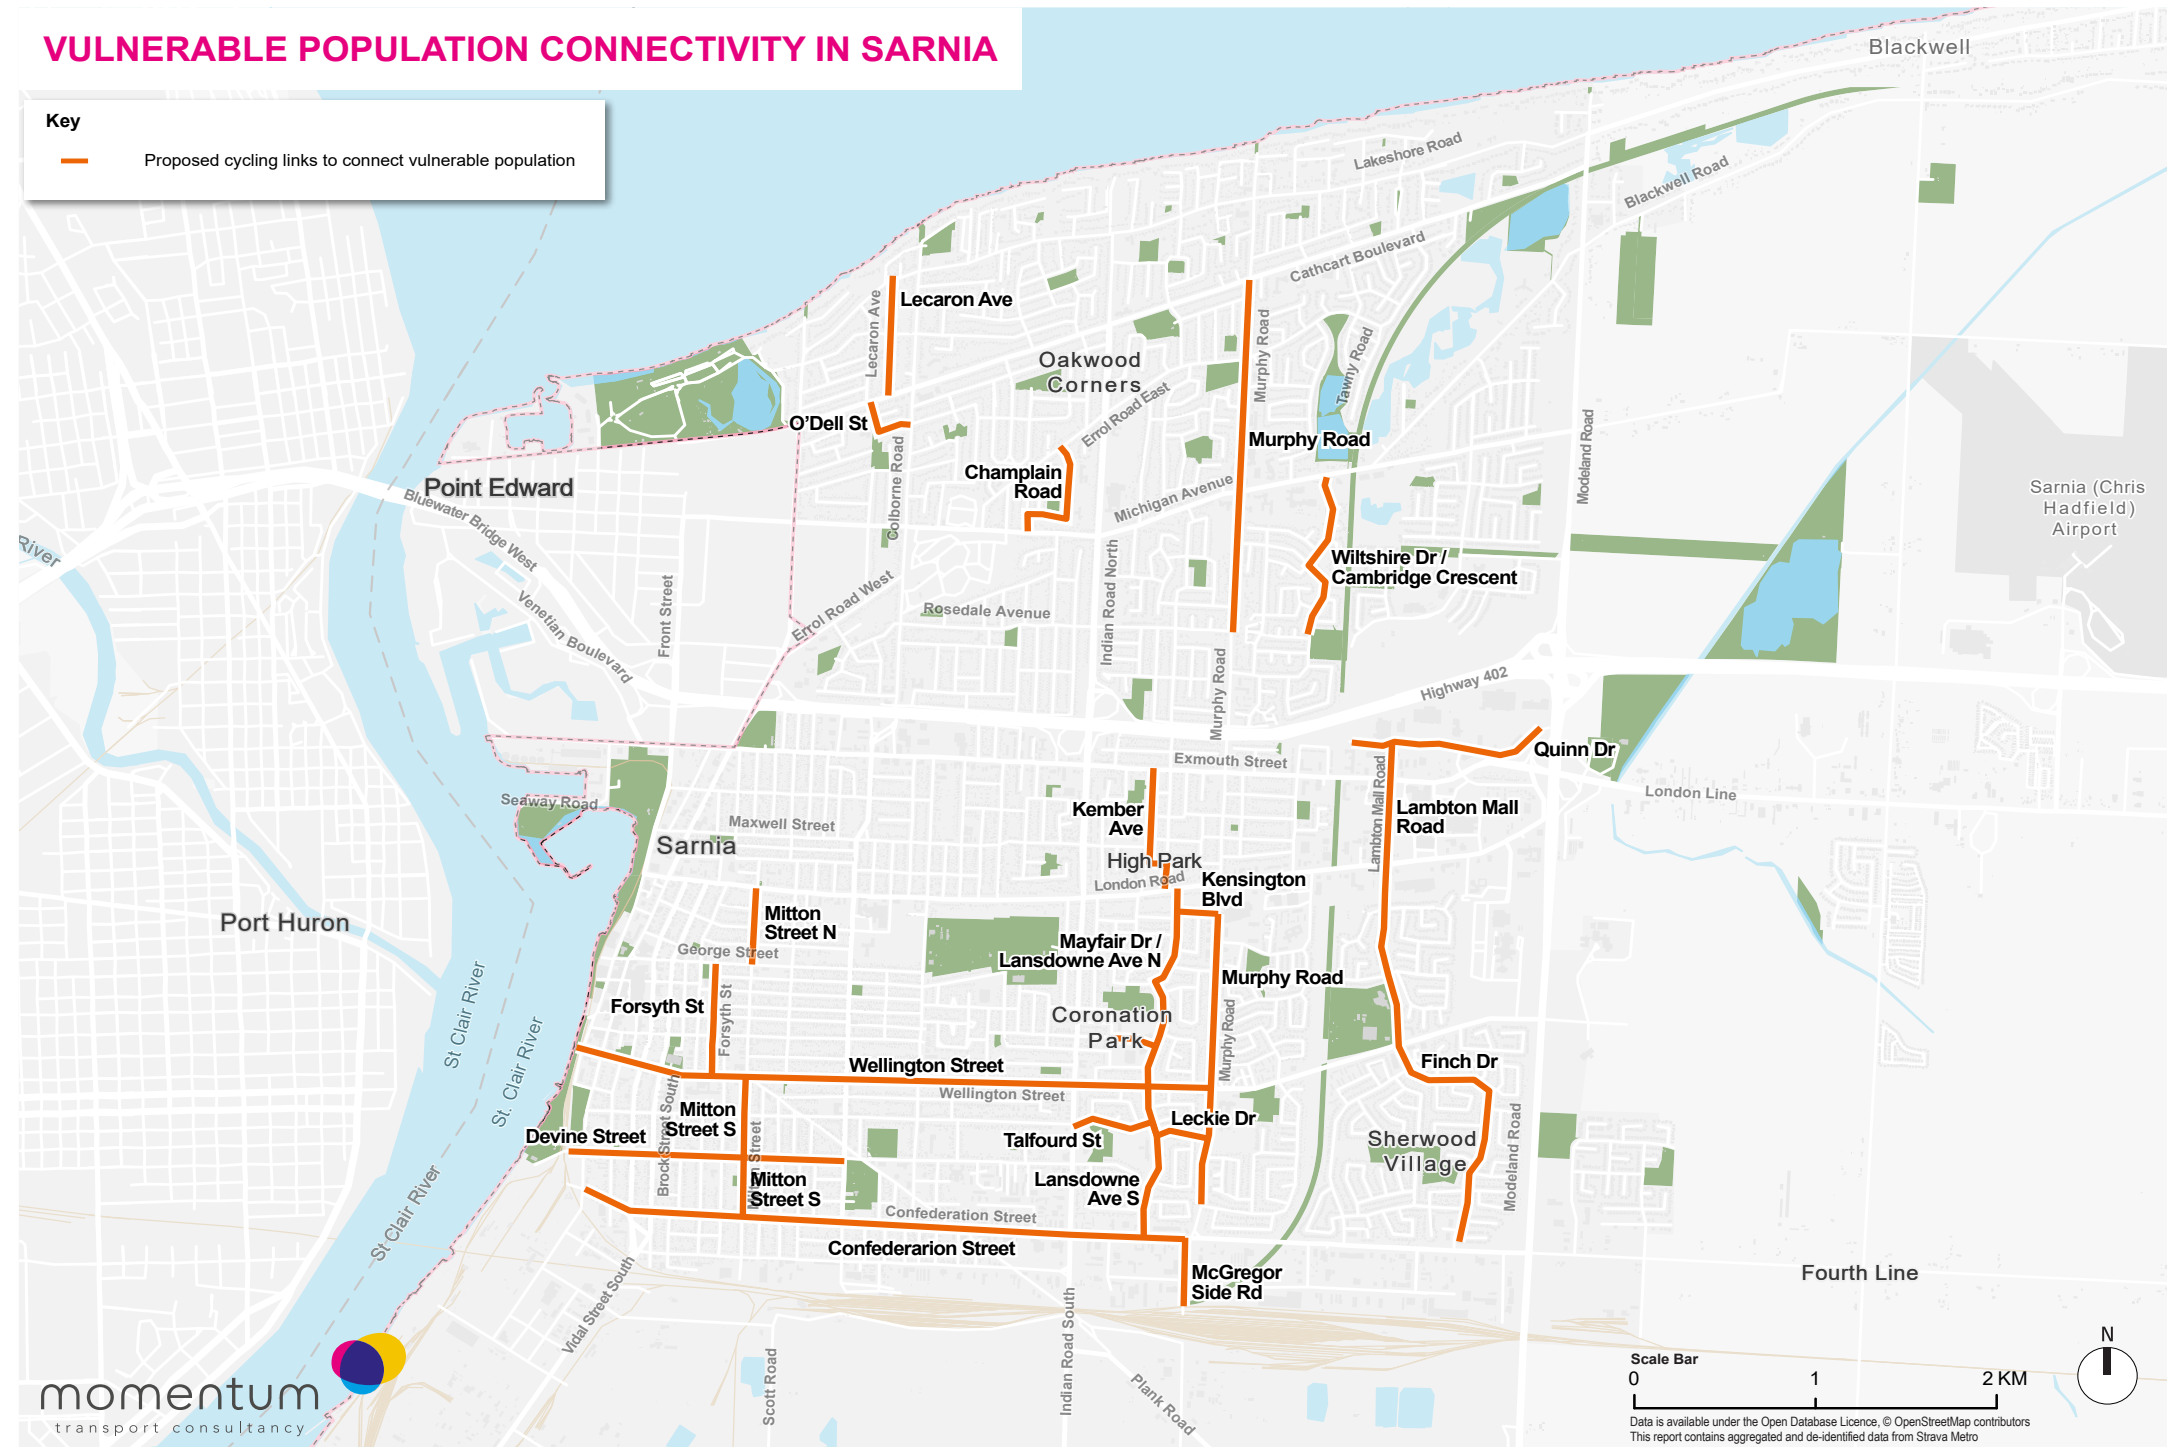 VULNERABLE POPULATION CONNECTIVITY IN SARNIA
Key
Proposed cycling links to connect vulnerable population
Blackwell
Lakeshore Road
Blackwell Road
Cathcart Boulevard
Lecaron Ave
Lecaron Ave
Oakwood
Corners
Murphy Road
Tawny Road
Errol Road East
O'Dell St
Colborne Road
Murphy Road
Modeland Road
Champlain
Road
Michigan Avenue
Point Edward
Bluewater Bridge West
Sarnia (Chris
Hadfield)
Airport
River
Venetian Boulevard
Front Street
Errol Road West
Rosedale Avenue
Indian Road North
Wiltshire Dr /
Cambridge Crescent
Murphy Road
Highway 402
Exmouth Street
Quinn Dr
London Line
Seaway Road
Maxwell Street
Sarnia
Kember
Ave
Lambton Mall Road
Lambton Mall
Road
High Park
London Road
Kensington
Blvd
Port Huron
Mitton
Street N
George Street
Mayfair Dr /
Lansdowne Ave N
Murphy Road
Forsyth St
Forsyth St
Coronation
Park
Murphy Road
St Clair River
St. Clair River
Wellington Street
Wellington Street
Finch Dr
Brock Street South
Mitton
Street S
Devine Street
Mitton Street
Talfourd St
Leckie Dr
Sherwood
Village
Modeland Road
Mitton
Street S
Lansdowne
Ave S
St Clair River
Confederation Street
Confederarion Street
McGregor
Side Rd
Fourth Line
Vidal Street South
Scott Road
Indian Road South
Plank Road
momentum
transport consultancy
N
Scale Bar
0 1 2 KM
Data is available under the Open Database Licence, © OpenStreetMap contributors
This report contains aggregated and de-identified data from Strava Metro